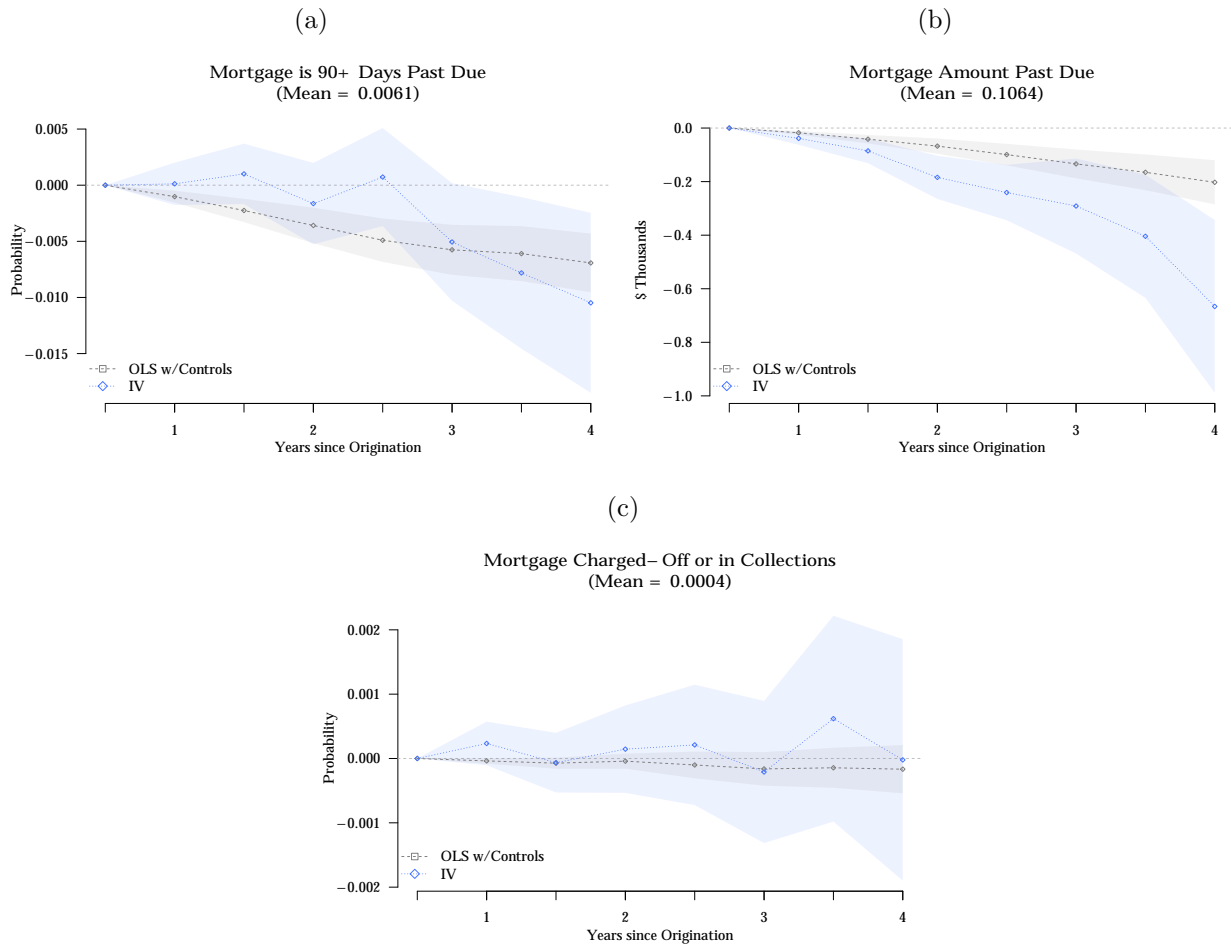 (a)
Mortgage is 90+ Days Past Due
(Mean = 0.0061)
0.005
0.000
−0.005
−0.010
−0.015
Probability
OLS w/Controls
IV
1 2 3 4
Years since Origination
(b)
Mortgage Amount Past Due
(Mean = 0.1064)
0.0
−0.2
−0.4
−0.6
−0.8
−1.0
$ Thousands
OLS w/Controls
IV
1 2 3 4
Years since Origination
(c)
Mortgage Charged−Off or in Collections
(Mean = 0.0004)
0.002
0.001
0.000
−0.001
−0.002
Probability
OLS w/Controls
IV
1 2 3 4
Years since Origination